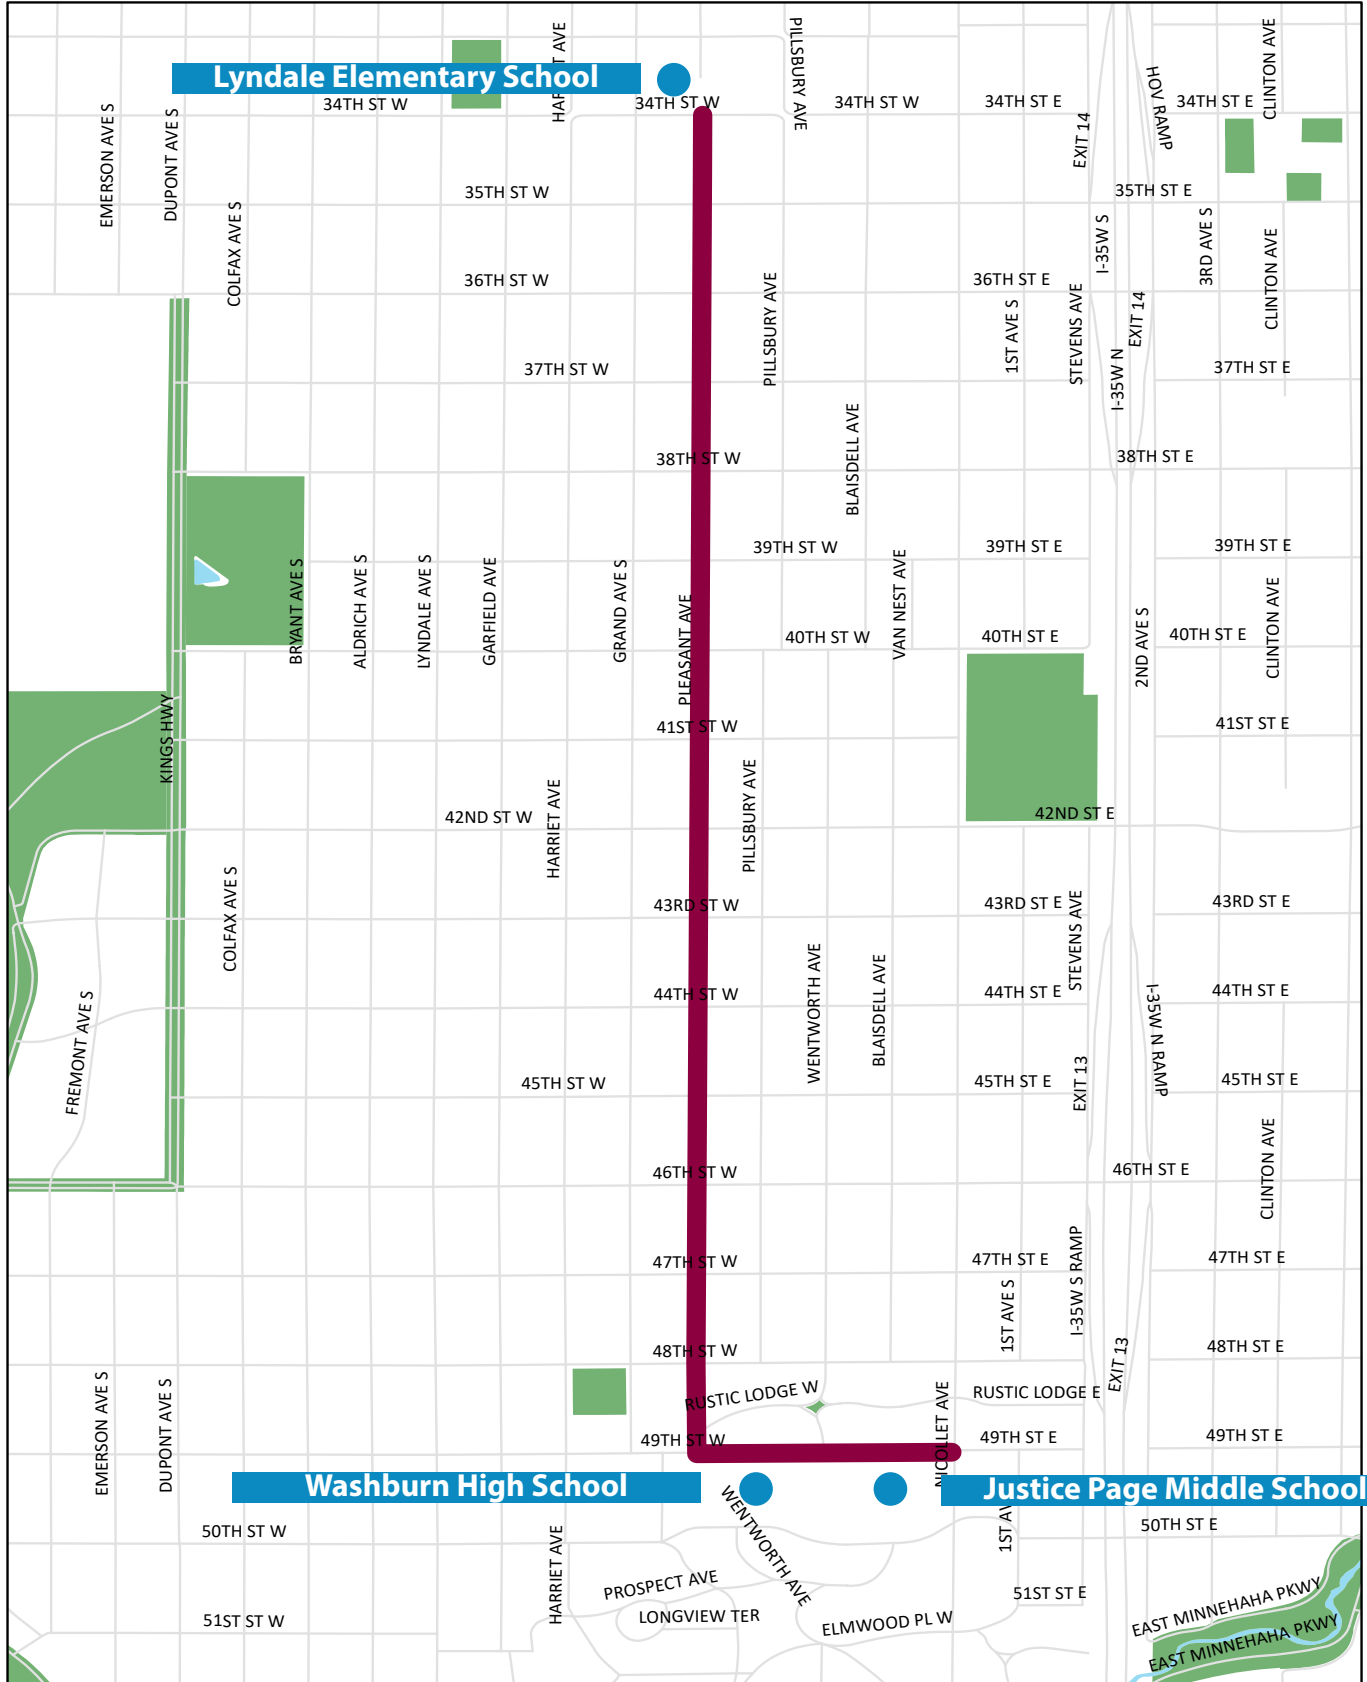 PILLSBURY AVE
CLINTON AVE
Lyndale Elementary School
34TH ST W
34TH ST W
34TH ST W
34TH ST E
34TH ST E
HOV RAMP
EXIT 14
EMERSON AVE S
DUPONT AVE S
COLFAX AVE S
35TH ST W
35TH ST E
I-35W S
3RD AVE S
CLINTON AVE
36TH ST W
36TH ST E
PILLSBURY AVE
1ST AVE S
STEVENS AVE
EXIT 14
I-35W N
37TH ST W
37TH ST E
BLAISDELL AVE
38TH ST W
38TH ST E
39TH ST W
39TH ST E
39TH ST E
BRYANT AVE S
ALDRICH AVE S
LYNDALE AVE S
GARFIELD AVE
GRAND AVE S
PLEASANT AVE
VAN NEST AVE
2ND AVE S
CLINTON AVE
40TH ST W
40TH ST E
40TH ST E
KINGS HWY
41ST ST W
41ST ST E
HARRIET AVE
PILLSBURY AVE
42ND ST W
42ND ST E
COLFAX AVE S
43RD ST W
43RD ST E
43RD ST E
STEVENS AVE
WENTWORTH AVE
BLAISDELL AVE
44TH ST W
44TH ST E
44TH ST E
I-35W N RAMP
FREMONT AVE S
45TH ST W
45TH ST E
EXIT 13
45TH ST E
CLINTON AVE
46TH ST W
46TH ST E
47TH ST W
47TH ST E
47TH ST E
I-35W S RAMP
1ST AVE S
48TH ST W
48TH ST E
EXIT 13
EMERSON AVE S
DUPONT AVE S
RUSTIC LODGE W
NICOLLET AVE
RUSTIC LODGE E
49TH ST W
49TH ST E
49TH ST E
Washburn High School
Justice Page Middle School
WENTWORTH AVE
50TH ST W
50TH ST E
HARRIET AVE
PROSPECT AVE
51ST ST E
51ST ST W
LONGVIEW TER
ELMWOOD PL W
EAST MINNEHAHA PKWY
EAST MINNEHAHA PKWY